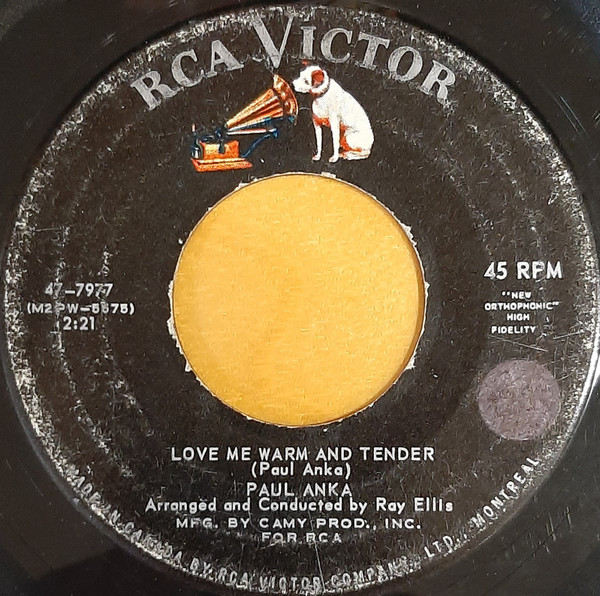 RCA VICTOR
47-7977
(M2PW-5575)
2:21
45 RPM
"NEW
ORTHOPHONIC"
HIGH
FIDELITY
LOVE ME WARM AND TENDER
(Paul Anka)
PAUL ANKA
Arranged and Conducted by Ray Ellis
MFG. BY CAMY PROD., INC.
FOR RCA
MADE IN CANADA BY RCA VICTOR COMPANY, LTD., MONTREAL